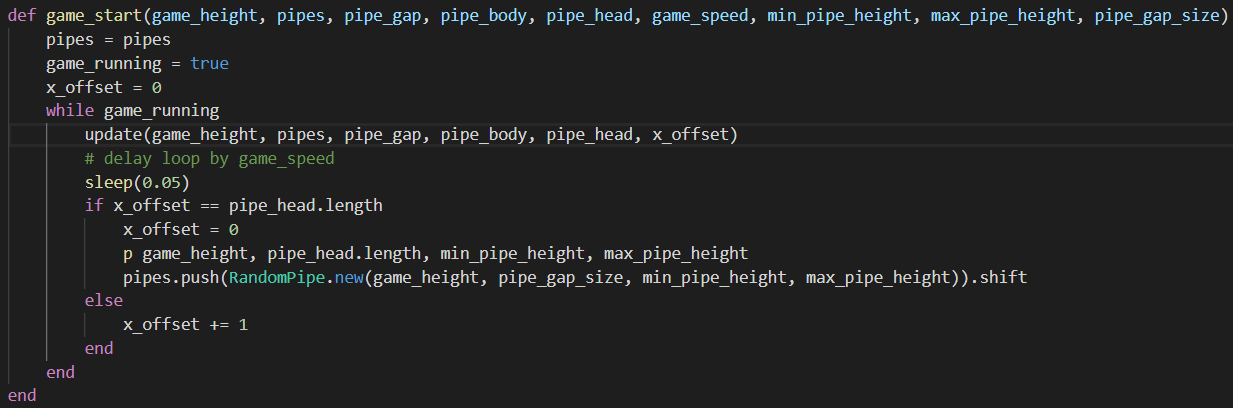 def game_start(game_height, pipes, pipe_gap, pipe_body, pipe_head, game_speed, min_pipe_height, max_pipe_height, pipe_gap_size)
    pipes = pipes
    game_running = true
    x_offset = 0
    while game_running
        update(game_height, pipes, pipe_gap, pipe_body, pipe_head, x_offset)
        # delay loop by game_speed
        sleep(0.05)
        if x_offset == pipe_head.length
            x_offset = 0
            p game_height, pipe_head.length, min_pipe_height, max_pipe_height
            pipes.push(RandomPipe.new(game_height, pipe_gap_size, min_pipe_height, max_pipe_height)).shift
        else
            x_offset += 1
        end
    end
end